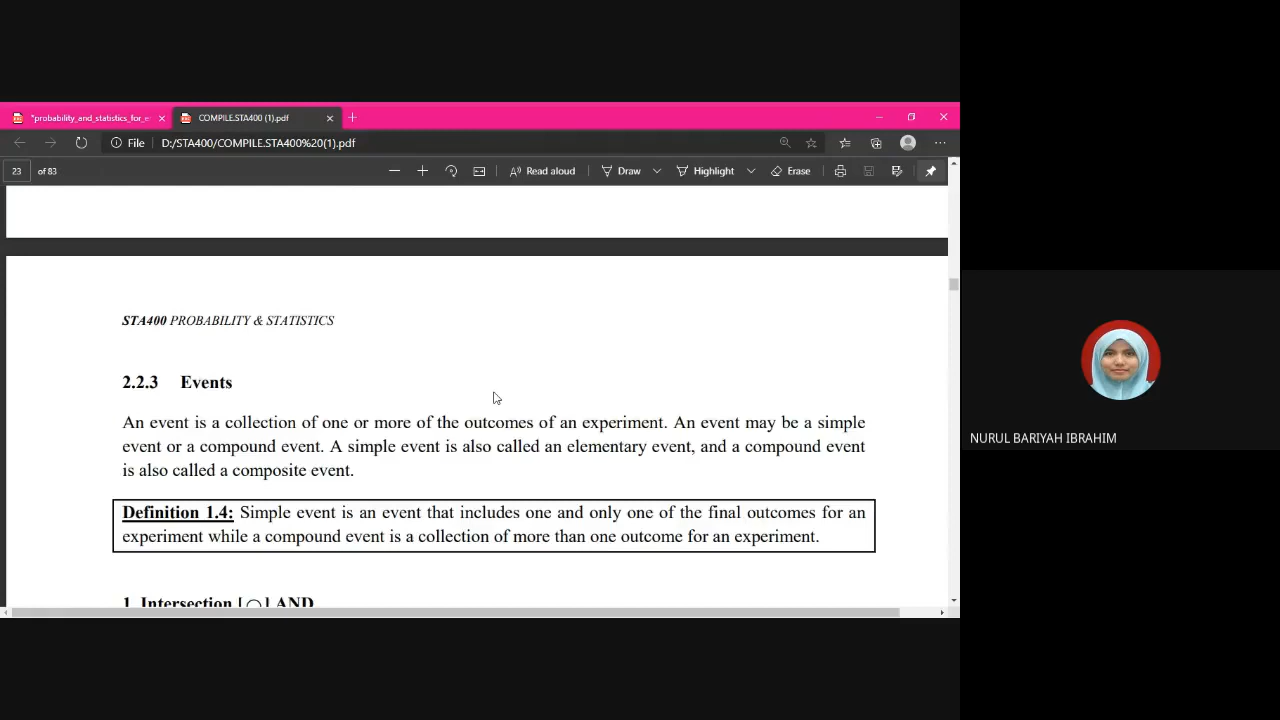 *probability_and_statistics_for_e
COMPILE.STA400 (1).pdf
File
D:/STA400/COMPILE.STA400%20(1).pdf
23 of 83
Read aloud
Draw
Highlight
Erase
STA400 PROBABILITY & STATISTICS
2.2.3 Events
An event is a collection of one or more of the outcomes of an experiment. An event may be a simple
event or a compound event. A simple event is also called an elementary event, and a compound event
is also called a composite event.
Definition 1.4: Simple event is an event that includes one and only one of the final outcomes for an
experiment while a compound event is a collection of more than one outcome for an experiment.
1. Intersection [∩] AND
NURUL BARIYAH IBRAHIM